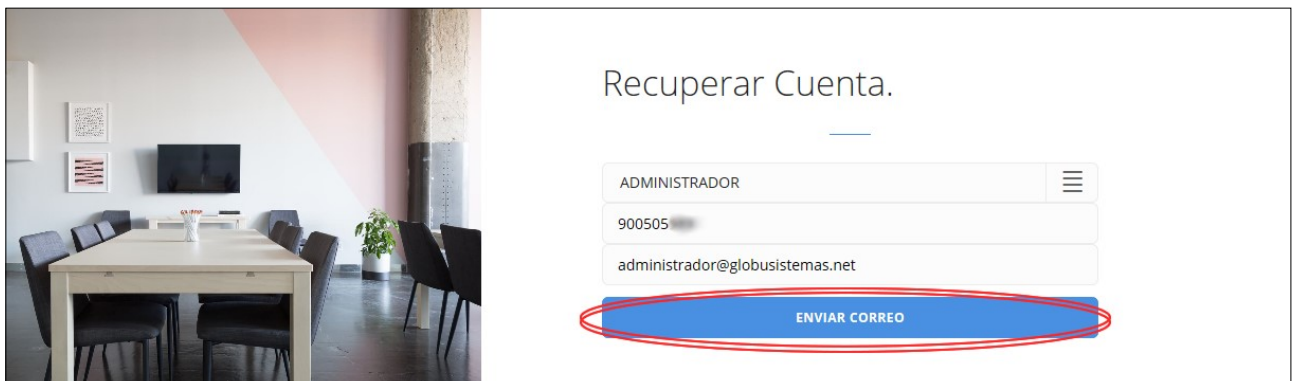 Recuperar Cuenta.
ADMINISTRADOR
900505
administrador@globusistemas.net
ENVIAR CORREO